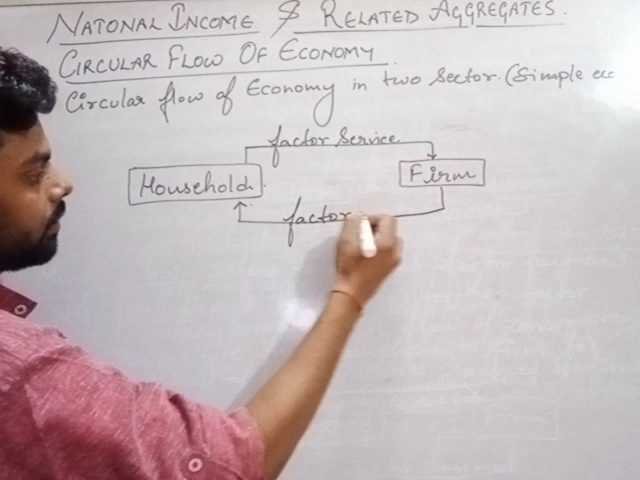 NATONAL INCOME & RELATED AGGREGATES.
CIRCULAR FLOW OF ECONOMY
Circular flow of Economy in two Sector. (Simple ecc
factor Service
Household. Firm
factor